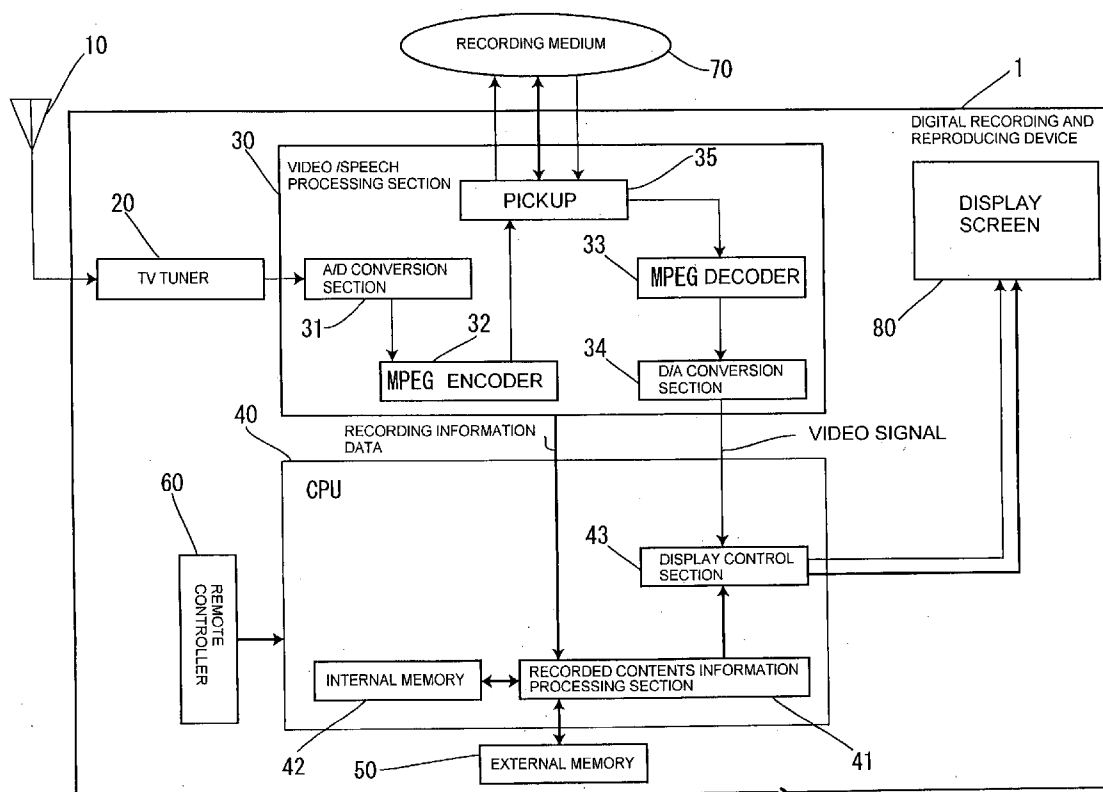 10
RECORDING MEDIUM
70
1
DIGITAL RECORDING AND
REPRODUCING DEVICE
30
VIDEO /SPEECH
PROCESSING SECTION
35
PICKUP
DISPLAY
SCREEN
20
TV TUNER
A/D CONVERSION
SECTION
31
33
MPEG DECODER
80
32
MPEG ENCODER
34
D/A CONVERSION
SECTION
40
RECORDING INFORMATION
DATA
VIDEO SIGNAL
CPU
60
REMOTE
CONTROLLER
43
DISPLAY CONTROL
SECTION
INTERNAL MEMORY
RECORDED CONTENTS INFORMATION
PROCESSING SECTION
42
50
EXTERNAL MEMORY
41